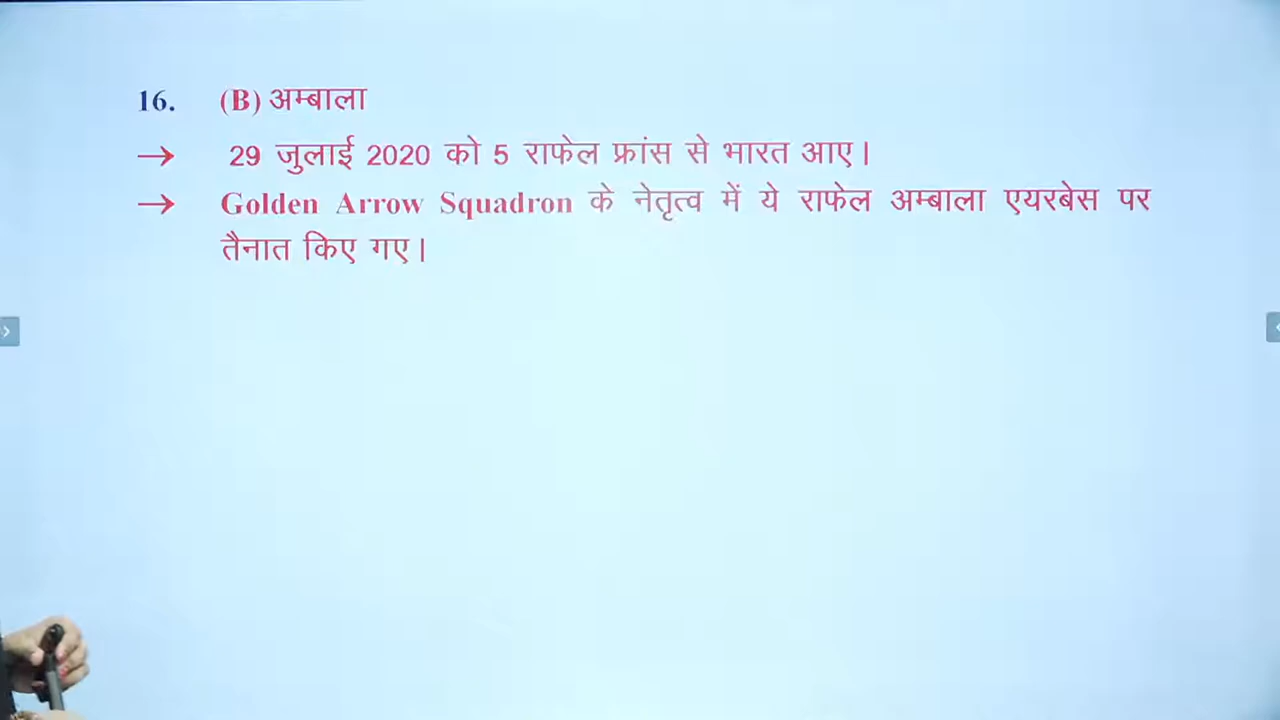 16. (B) अम्बाला
→ 29 जुलाई 2020 को 5 राफेल फ्रांस से भारत आए।
→ Golden Arrow Squadron के नेतृत्व में ये राफेल अम्बाला एयरबेस पर
तैनात किए गए।